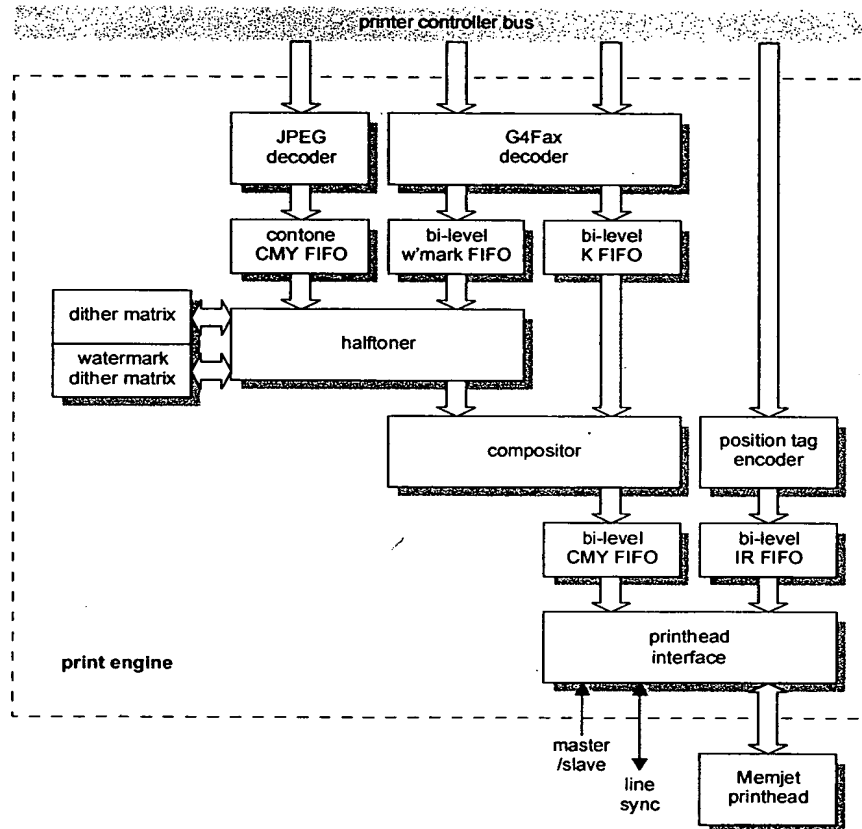 printer controller bus
JPEG
decoder
G4Fax
decoder
contone
CMY FIFO
bi-level
w'mark FIFO
bi-level
K FIFO
dither matrix
watermark
dither matrix
halftoner
compositor
position tag
encoder
bi-level
CMY FIFO
bi-level
IR FIFO
printhead
interface
print engine
master
/slave
line
sync
Memjet
printhead